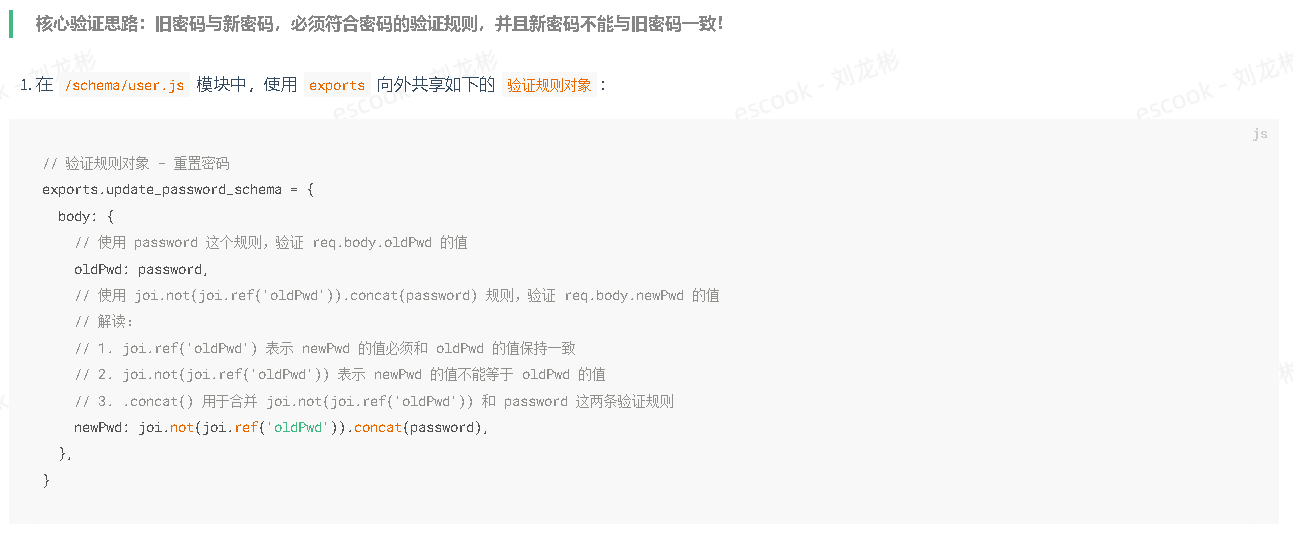 核心验证思路：旧密码与新密码，必须符合密码的验证规则，并且新密码不能与旧密码一致！
1. 在 /schema/user.js 模块中，使用 exports 向外共享如下的 验证规则对象 ：
js
// 验证规则对象 - 重置密码
exports.update_password_schema = {
  body: {
    // 使用 password 这个规则，验证 req.body.oldPwd 的值
    oldPwd: password,
    // 使用 joi.not(joi.ref('oldPwd')).concat(password) 规则，验证 req.body.newPwd 的值
    // 解读：
    // 1. joi.ref('oldPwd') 表示 newPwd 的值必须和 oldPwd 的值保持一致
    // 2. joi.not(joi.ref('oldPwd')) 表示 newPwd 的值不能等于 oldPwd 的值
    // 3. .concat() 用于合并 joi.not(joi.ref('oldPwd')) 和 password 这两条验证规则
    newPwd: joi.not(joi.ref('oldPwd')).concat(password),
  },
}
escook - 刘龙彬
escook - 刘龙彬
escook - 刘龙彬